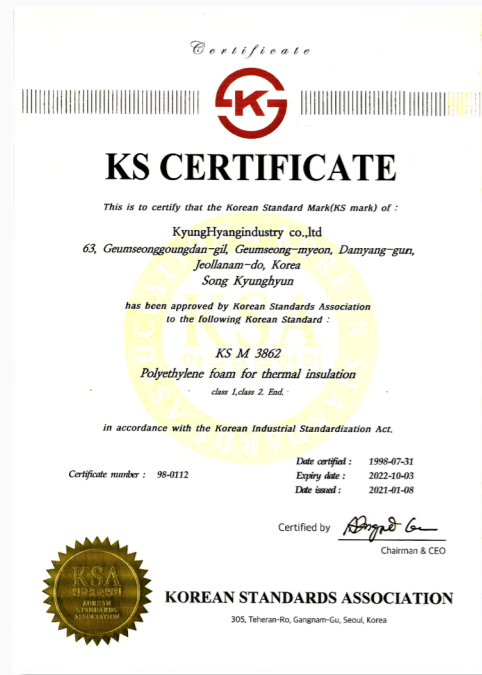 Certificate
KS CERTIFICATE
This is to certify that the Korean Standard Mark(KS mark) of :
KyungHyangindustry co.,ltd
63, Geumseonggoungdan-gil, Geumseong-myeon, Damyang-gun,
Jeollanam-do, Korea
Song Kyunghyun
has been approved by Korean Standards Association
to the following Korean Standard :
KS M 3862
Polyethylene foam for thermal insulation
class 1,class 2. End.
in accordance with the Korean Industrial Standardization Act.
Certificate number : 98-0112
Date certified : 1998-07-31
Expiry date : 2022-10-03
Date issued : 2021-01-08
Certified by
Chairman & CEO
KSA
KOREAN
STANDARDS
ASSOCIATION
KOREAN STANDARDS ASSOCIATION
305, Teheran-Ro, Gangnam-Gu, Seoul, Korea